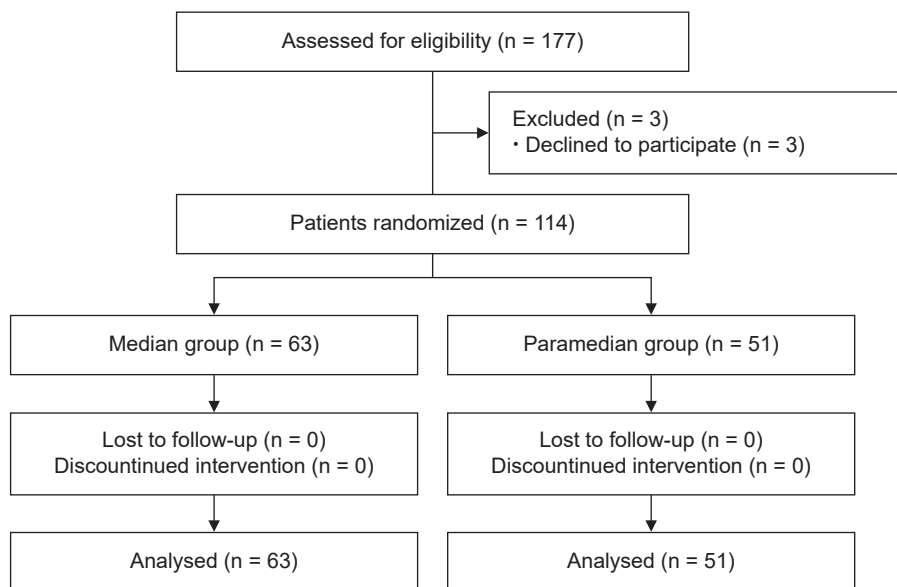 Assessed for eligibility (n = 177)
Excluded (n = 3)
• Declined to participate (n = 3)
Patients randomized (n = 114)
Median group (n = 63)
Paramedian group (n = 51)
Lost to follow-up (n = 0)
Discountinued intervention (n = 0)
Lost to follow-up (n = 0)
Discountinued intervention (n = 0)
Analysed (n = 63)
Analysed (n = 51)